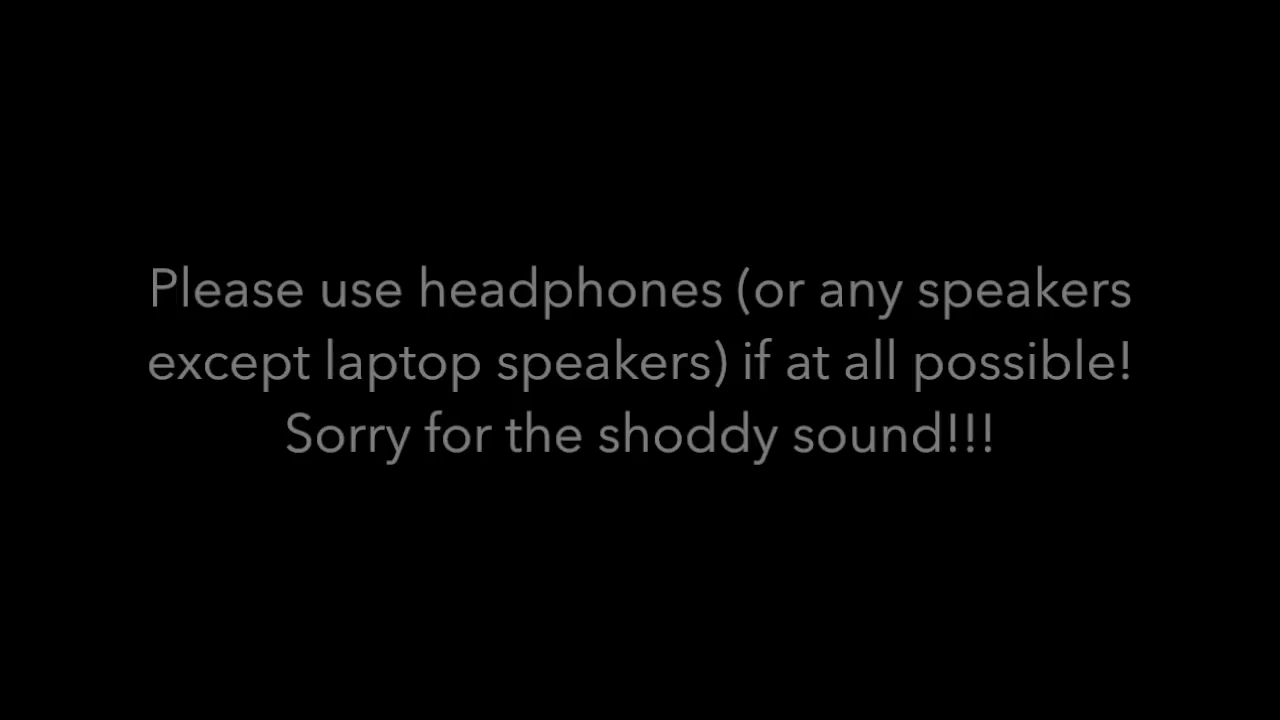 Please use headphones (or any speakers
except laptop speakers) if at all possible!
Sorry for the shoddy sound!!!